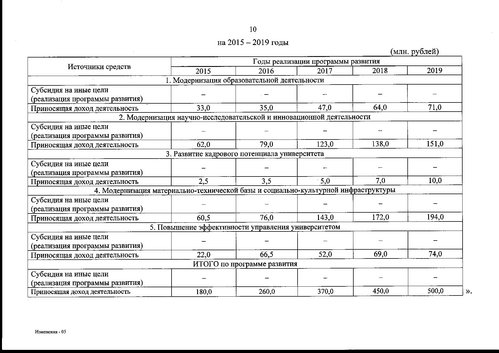 10
на 2015 – 2019 годы
(млн. рублей)
Источники средств
Годы реализации программы развития
2015 2016 2017 2018 2019
1. Модернизация образовательной деятельности
Субсидия на иные цели
(реализация программы развития) – – – – –
Приносящая доход деятельность 33,0 35,0 47,0 64,0 71,0
2. Модернизация научно-исследовательской и инновационной деятельности
Субсидия на иные цели
(реализация программы развития) – – – – –
Приносящая доход деятельность 62,0 79,0 123,0 138,0 151,0
3. Развитие кадрового потенциала университета
Субсидия на иные цели
(реализация программы развития) – – – – –
Приносящая доход деятельность 2,5 3,5 5,0 7,0 10,0
4. Модернизация материально-технической базы и социально-культурной инфраструктуры
Субсидия на иные цели
(реализация программы развития) – – – – –
Приносящая доход деятельность 60,5 76,0 143,0 172,0 194,0
5. Повышение эффективности управления университетом
Субсидия на иные цели
(реализация программы развития) – – – – –
Приносящая доход деятельность 22,0 66,5 52,0 69,0 74,0
ИТОГО по программе развития
Субсидия на иные цели
(реализация программы развития) – – – – –
Приносящая доход деятельность 180,0 260,0 370,0 450,0 500,0 ».
Изменения - 05